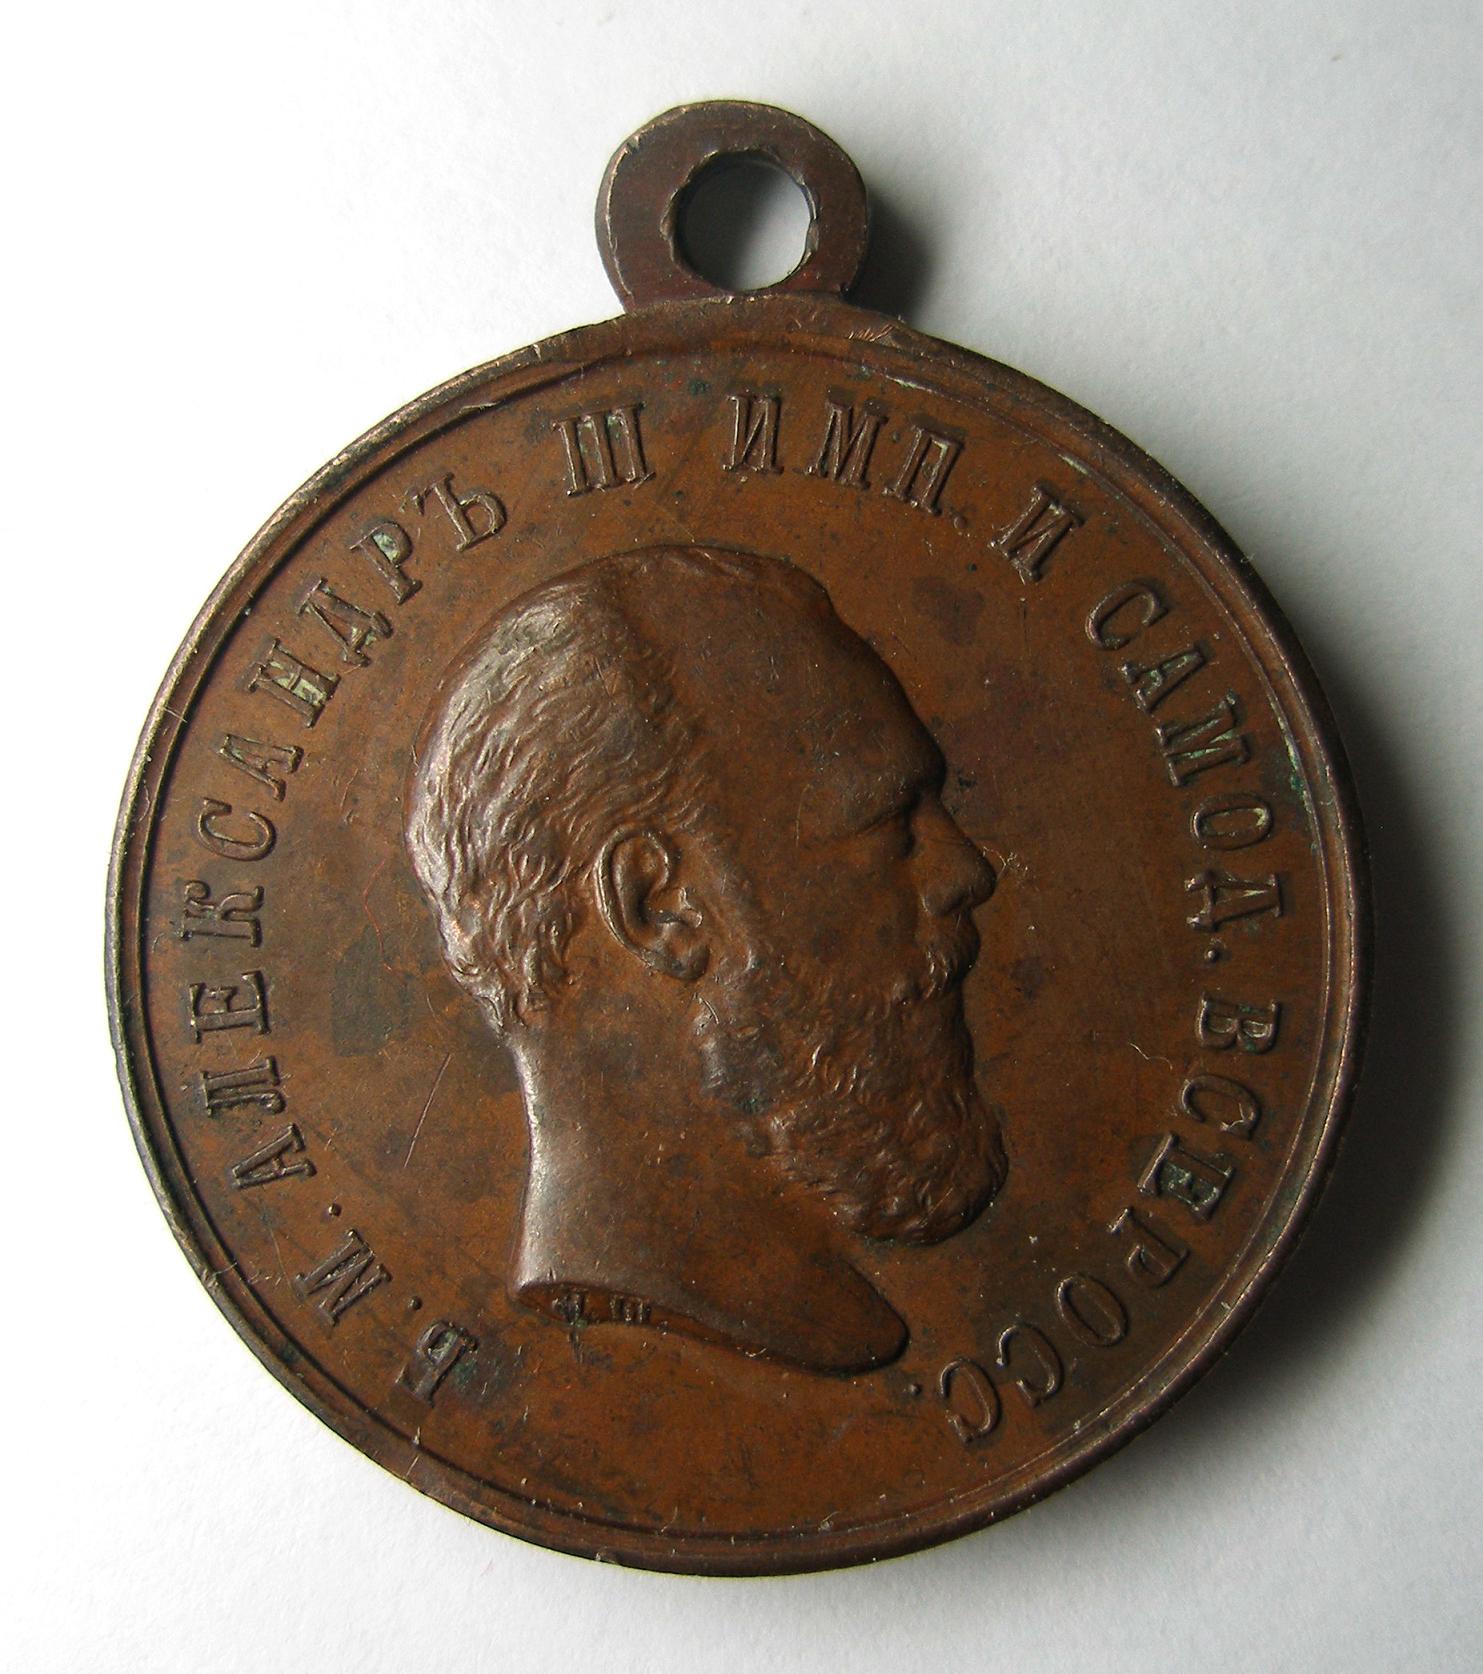 Б. М. АЛЕКСАНДРЪ III ИМП. И САМОД. ВСЕРОСС.